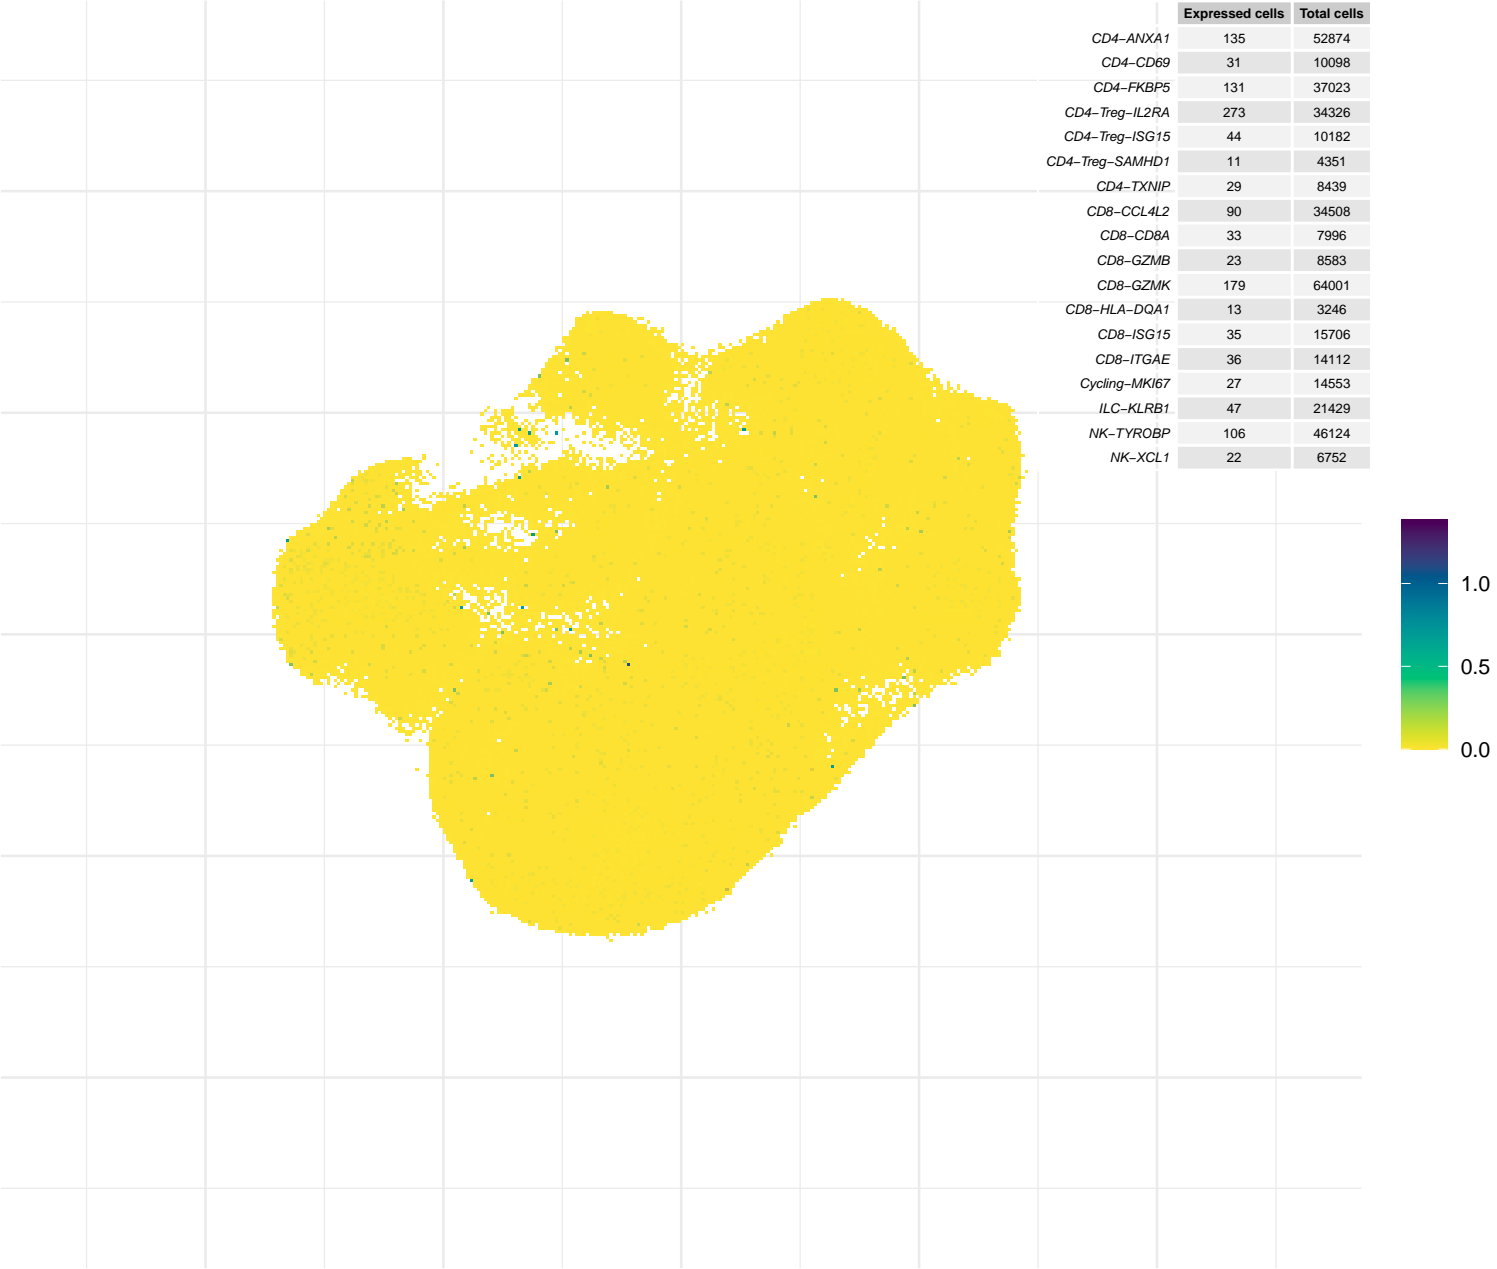 Expressed cells Total cells
CD4−ANXA1 135 52874
CD4−CD69 31 10098
CD4−FKBP5 131 37023
CD4−Treg−IL2RA 273 34326
CD4−Treg−ISG15 44 10182
CD4−Treg−SAMHD1 11 4351
CD4−TXNIP 29 8439
CD8−CCL4L2 90 34508
CD8−CD8A 33 7996
CD8−GZMB 23 8583
CD8−GZMK 179 64001
CD8−HLA−DQA1 13 3246
CD8−ISG15 35 15706
CD8−ITGAE 36 14112
Cycling−MKI67 27 14553
ILC−KLRB1 47 21429
NK−TYROBP 106 46124
NK−XCL1 22 6752
1.0
0.5
0.0